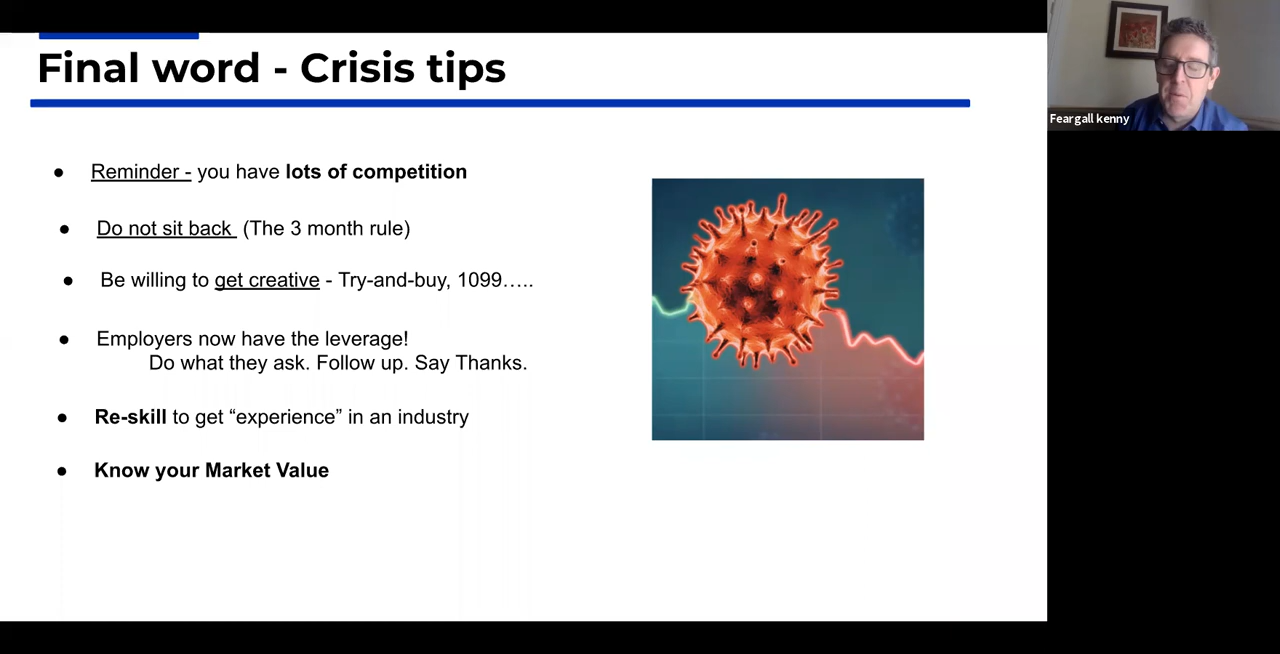 Final word - Crisis tips
Feargall kenny
● Reminder - you have lots of competition
● Do not sit back (The 3 month rule)
● Be willing to get creative - Try-and-buy, 1099…..
● Employers now have the leverage!
Do what they ask. Follow up. Say Thanks.
● Re-skill to get “experience” in an industry
● Know your Market Value